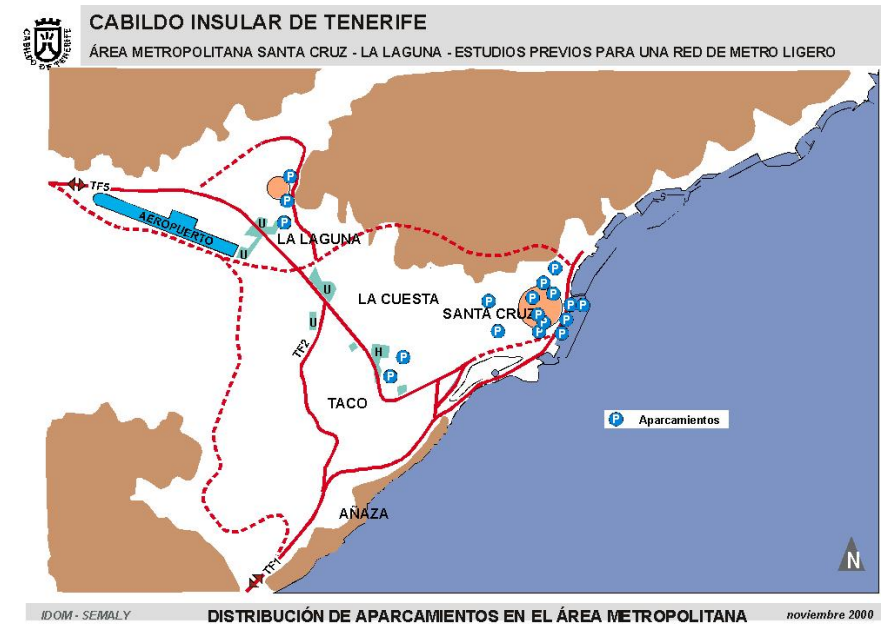 CABILDO INSULAR DE TENERIFE
ÁREA METROPOLITANA SANTA CRUZ - LA LAGUNA - ESTUDIOS PREVIOS PARA UNA RED DE METRO LIGERO
CABILDO DE TENERIFE
P
TF5
P
AEROPUERTO
U
P
LA LAGUNA
U
P
U
LA CUESTA
P
P
P
P
SANTA CRUZ
P
P
P
P
P
P
P
P
P
U
TF2
H
P
P
TACO
P Aparcamientos
AÑAZA
TF1
N
IDOM - SEMALY
DISTRIBUCIÓN DE APARCAMIENTOS EN EL ÁREA METROPOLITANA
noviembre 2000